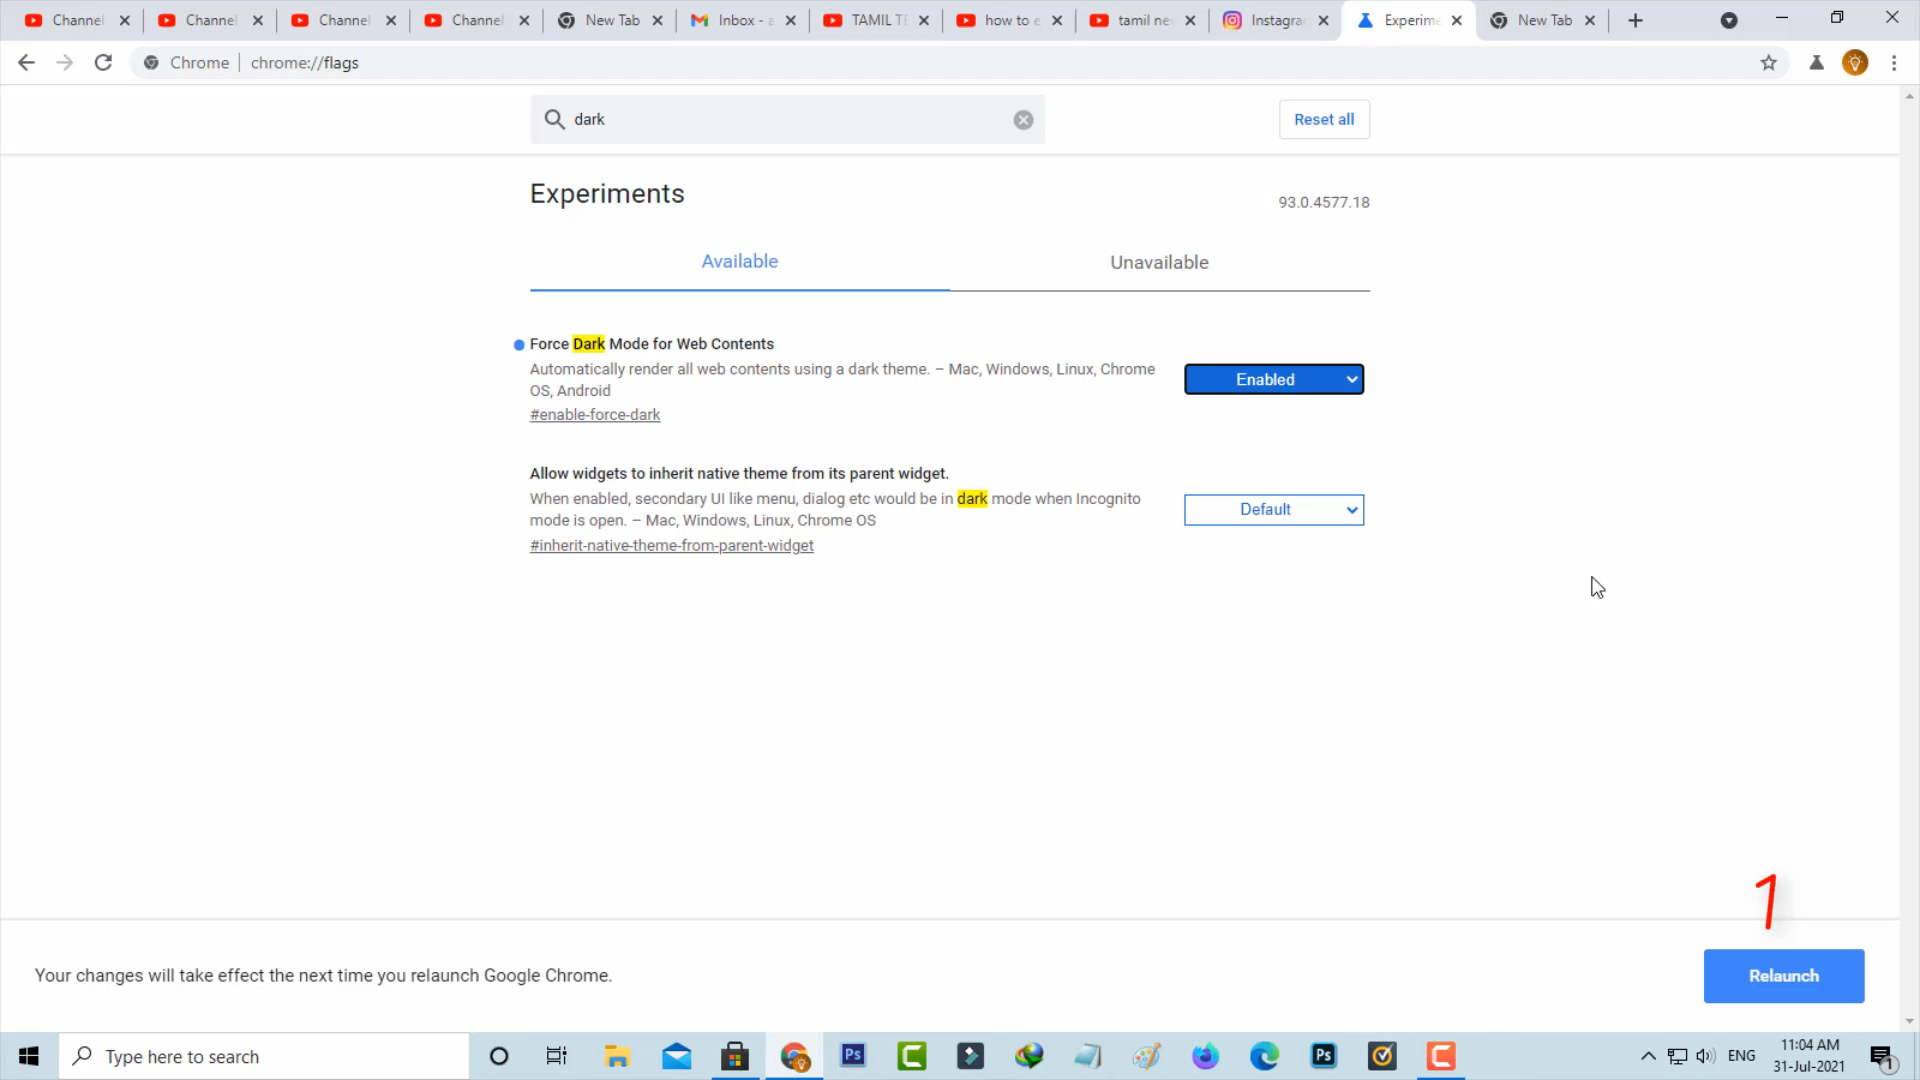 Channel
Channel
Channel
Channel
New Tab
Inbox - a
TAMIL TE
how to e
tamil ne
Instagra
Experime
New Tab
Chrome
chrome://flags
dark
Reset all
Experiments
93.0.4577.18
Available
Unavailable
Force Dark Mode for Web Contents
Automatically render all web contents using a dark theme. – Mac, Windows, Linux, Chrome
OS, Android
#enable-force-dark
Enabled
Allow widgets to inherit native theme from its parent widget.
When enabled, secondary UI like menu, dialog etc would be in dark mode when Incognito
mode is open. – Mac, Windows, Linux, Chrome OS
#inherit-native-theme-from-parent-widget
Default
1
Your changes will take effect the next time you relaunch Google Chrome.
Relaunch
Type here to search
Ps
Ps
ENG
11:04 AM
31-Jul-2021
1